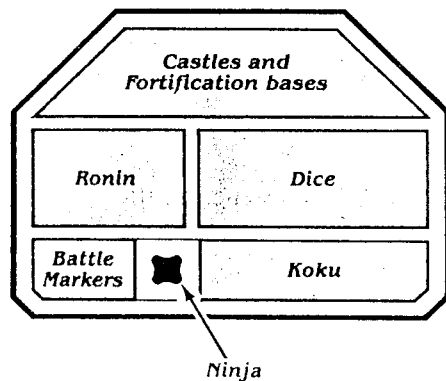 Castles and
Fortification bases
Ronin
Dice
Battle
Markers
Koku
Ninja